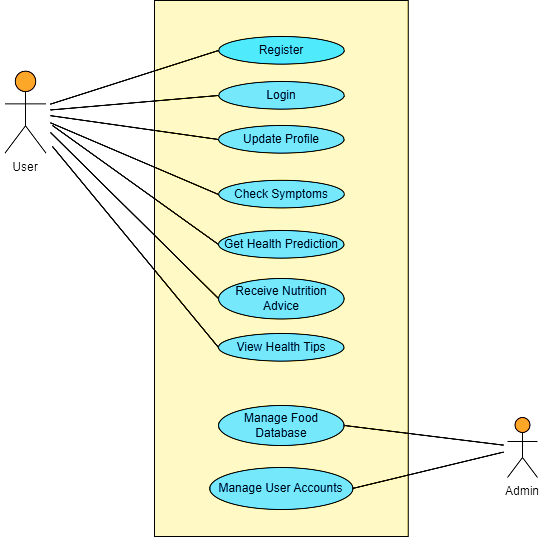 Register
Login
Update Profile
User
Check Symptoms
Get Health Prediction
Receive Nutrition
Advice
View Health Tips
Manage Food
Database
Manage User Accounts
Admin